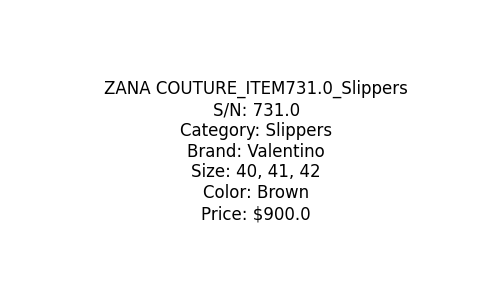 ZANA COUTURE_ITEM731.0_Slippers
S/N: 731.0
Category: Slippers
Brand: Valentino
Size: 40, 41, 42
Color: Brown
Price: $900.0